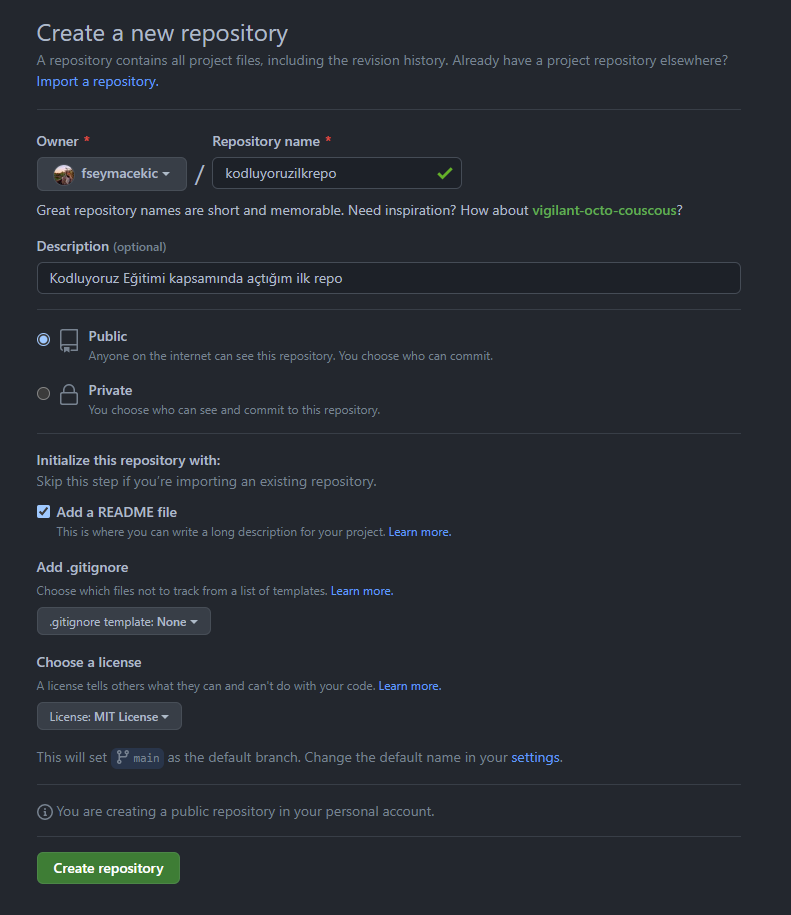 Create a new repository
A repository contains all project files, including the revision history. Already have a project repository elsewhere?
Import a repository.
Owner * Repository name *
fseymacekic / kodluyoruzilkrepo
Great repository names are short and memorable. Need inspiration? How about vigilant-octo-couscous?
Description (optional)
Kodluyoruz Eğitimi kapsamında açtığım ilk repo
Public
Anyone on the internet can see this repository. You choose who can commit.
Private
You choose who can see and commit to this repository.
Initialize this repository with:
Skip this step if you’re importing an existing repository.
Add a README file
This is where you can write a long description for your project. Learn more.
Add .gitignore
Choose which files not to track from a list of templates. Learn more.
.gitignore template: None
Choose a license
A license tells others what they can and can't do with your code. Learn more.
License: MIT License
This will set main as the default branch. Change the default name in your settings.
You are creating a public repository in your personal account.
Create repository